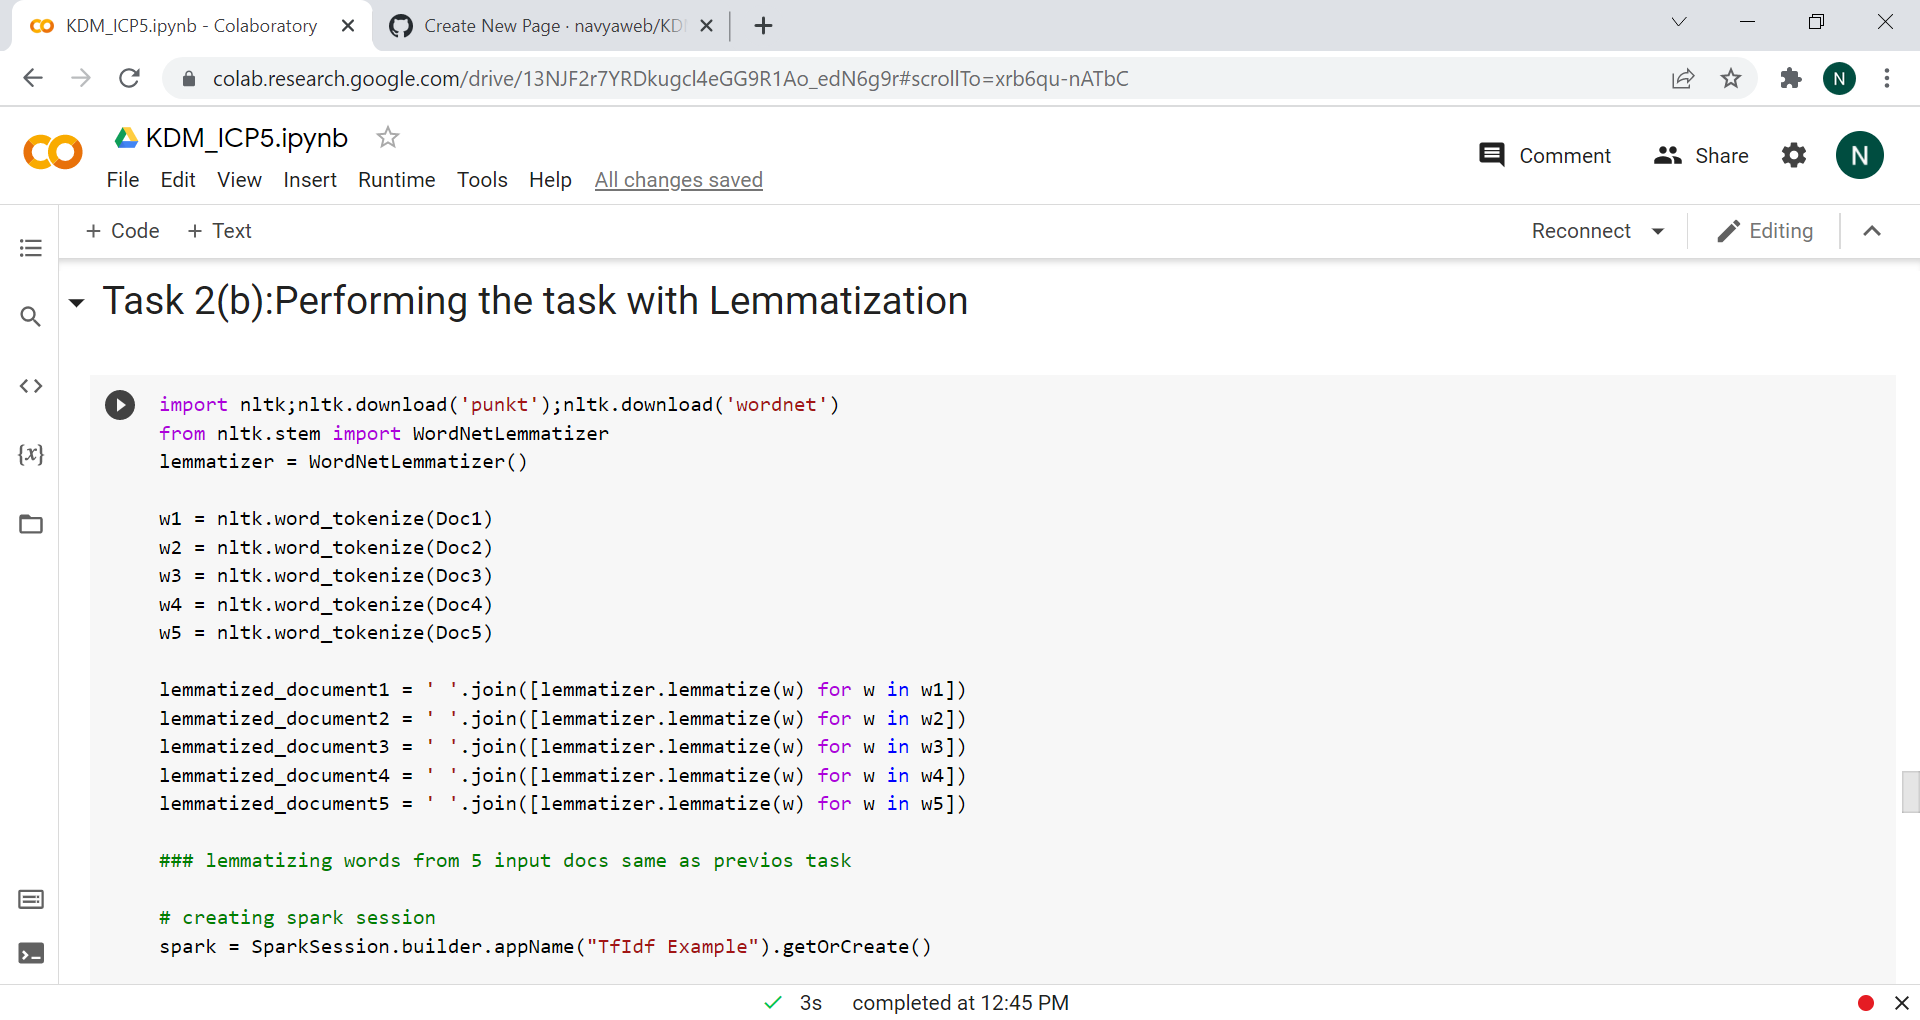 KDM_ICP5.ipynb - Colaboratory
Create New Page · navyaweb/KD
colab.research.google.com/drive/13NJF2r7YRDkugcl4eGG9R1Ao_edN6g9r#scrollTo=xrb6qu-nATbC
N
KDM_ICP5.ipynb
Comment
Share
N
File Edit View Insert Runtime Tools Help All changes saved
+ Code + Text
Reconnect
Editing
Task 2(b):Performing the task with Lemmatization
{x}
import nltk;nltk.download('punkt');nltk.download('wordnet')
from nltk.stem import WordNetLemmatizer
lemmatizer = WordNetLemmatizer()
w1 = nltk.word_tokenize(Doc1)
w2 = nltk.word_tokenize(Doc2)
w3 = nltk.word_tokenize(Doc3)
w4 = nltk.word_tokenize(Doc4)
w5 = nltk.word_tokenize(Doc5)
lemmatized_document1 = ' '.join([lemmatizer.lemmatize(w) for w in w1])
lemmatized_document2 = ' '.join([lemmatizer.lemmatize(w) for w in w2])
lemmatized_document3 = ' '.join([lemmatizer.lemmatize(w) for w in w3])
lemmatized_document4 = ' '.join([lemmatizer.lemmatize(w) for w in w4])
lemmatized_document5 = ' '.join([lemmatizer.lemmatize(w) for w in w5])
### lemmatizing words from 5 input docs same as previos task
# creating spark session
spark = SparkSession.builder.appName("TfIdf Example").getOrCreate()
3s completed at 12:45 PM